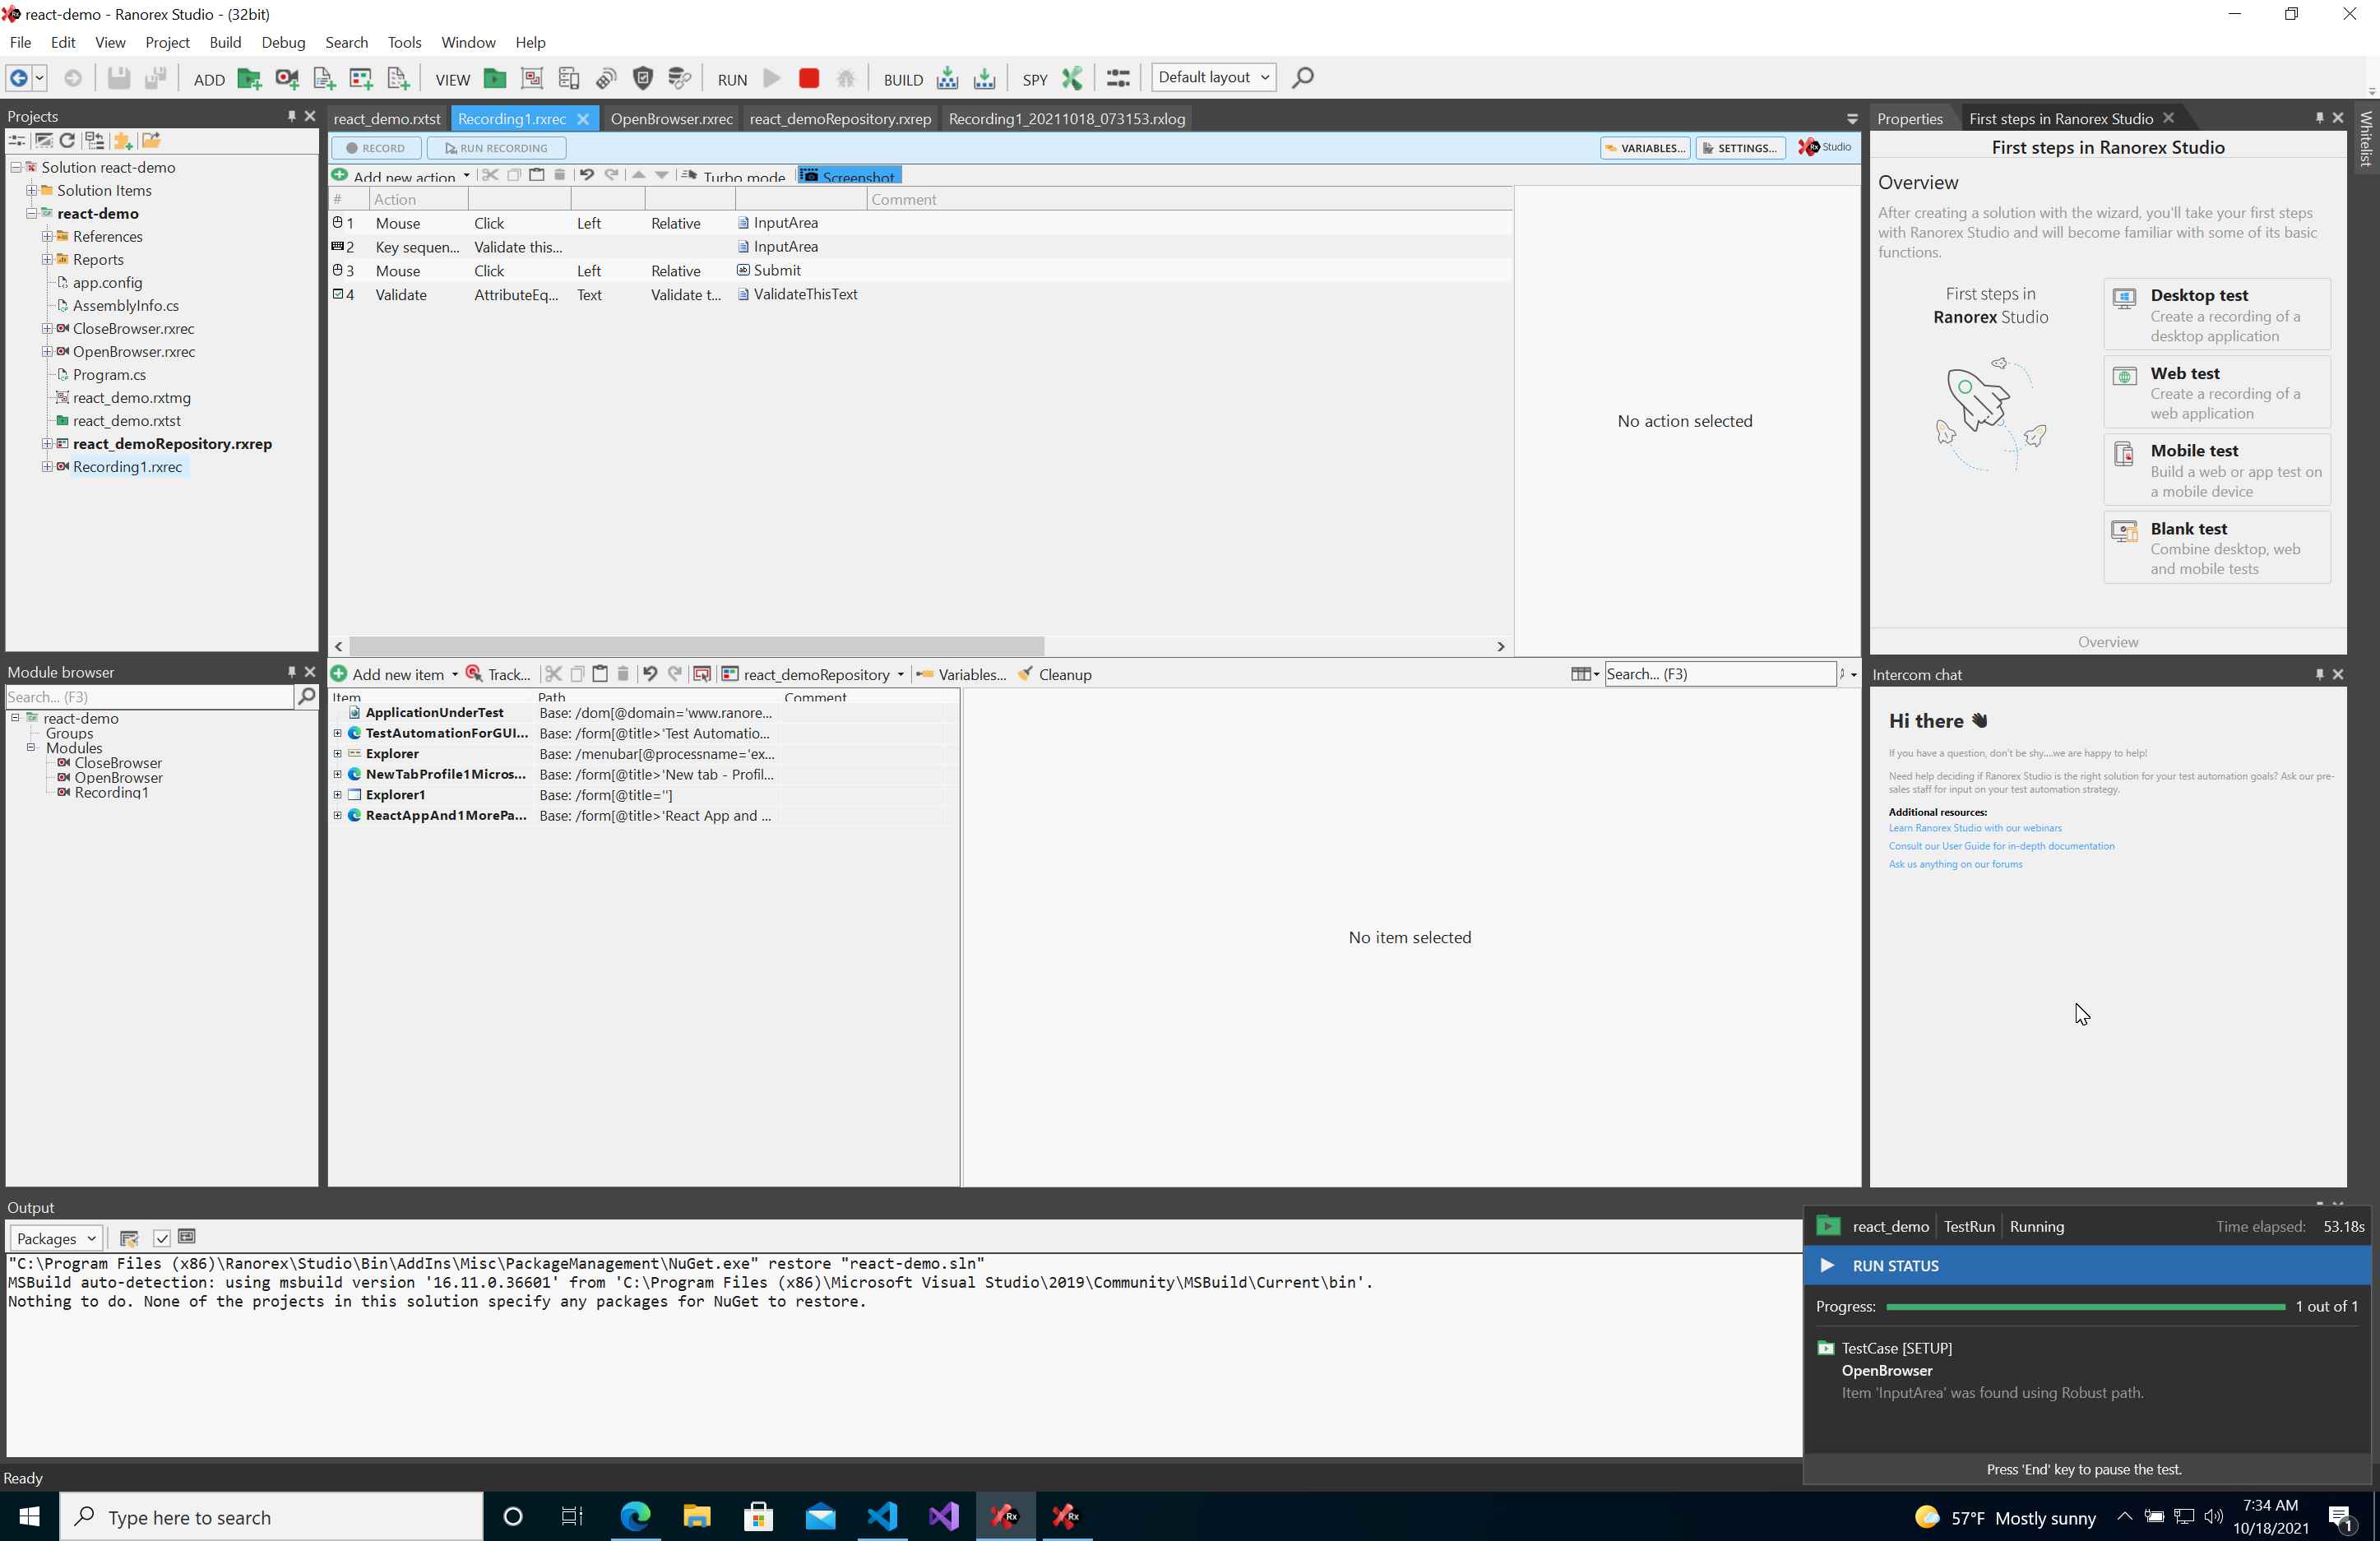 react-demo - Ranorex Studio - (32bit)
File Edit View Project Build Debug Search Tools Window Help
ADD VIEW RUN BUILD SPY Default layout
Projects
Solution react-demo
Solution Items
react-demo
References
Reports
app.config
AssemblyInfo.cs
CloseBrowser.rxrec
OpenBrowser.rxrec
Program.cs
react_demo.rxtmg
react_demo.rxtst
react_demoRepository.rxrep
Recording1.rxrec
react_demo.rxtst Recording1.rxrec OpenBrowser.rxrec react_demoRepository.rxrep Recording1_20211018_073153.rxlog
RECORD RUN RECORDING VARIABLES... SETTINGS... Rx Studio
Add new action Turbo mode Screenshot
# Action Comment
1 Mouse Click Left Relative InputArea
2 Key sequen... Validate this... InputArea
3 Mouse Click Left Relative Submit
4 Validate AttributeEq... Text Validate t... ValidateThisText
No action selected
Properties First steps in Ranorex Studio
Whitelist
First steps in Ranorex Studio
Overview
After creating a solution with the wizard, you'll take your first steps
with Ranorex Studio and will become familiar with some of its basic
functions.
First steps in
Ranorex Studio
Desktop test
Create a recording of a
desktop application
Web test
Create a recording of a
web application
Mobile test
Build a web or app test on
a mobile device
Blank test
Combine desktop, web
and mobile tests
Overview
Module browser
Search... (F3)
react-demo
Groups
Modules
CloseBrowser
OpenBrowser
Recording1
Add new item Track... react_demoRepository Variables... Cleanup Search... (F3)
Item Path Comment
ApplicationUnderTest Base: /dom[@domain='www.ranore...
TestAutomationForGUI... Base: /form[@title>'Test Automatio...
Explorer Base: /menubar[@processname='ex...
NewTabProfile1Micros... Base: /form[@title>'New tab - Profil...
Explorer1 Base: /form[@title='']
ReactAppAnd1MorePa... Base: /form[@title>'React App and ...
No item selected
Intercom chat
Hi there
If you have a question, don't be shy....we are happy to help!
Need help deciding if Ranorex Studio is the right solution for your test automation goals? Ask our pre-
sales staff for input on your test automation strategy.
Additional resources:
Learn Ranorex Studio with our webinars
Consult our User Guide for in-depth documentation
Ask us anything on our forums
Output
Packages
"C:\Program Files (x86)\Ranorex\Studio\Bin\AddIns\Misc\PackageManagement\NuGet.exe" restore "react-demo.sln"
MSBuild auto-detection: using msbuild version '16.11.0.36601' from 'C:\Program Files (x86)\Microsoft Visual Studio\2019\Community\MSBuild\Current\bin'.
Nothing to do. None of the projects in this solution specify any packages for NuGet to restore.
react_demo TestRun Running Time elapsed: 53.18s
RUN STATUS
Progress: 1 out of 1
TestCase [SETUP]
OpenBrowser
Item 'InputArea' was found using Robust path.
Press 'End' key to pause the test.
Ready
Type here to search
Rx
Rx
57°F Mostly sunny
7:34 AM
10/18/2021
1